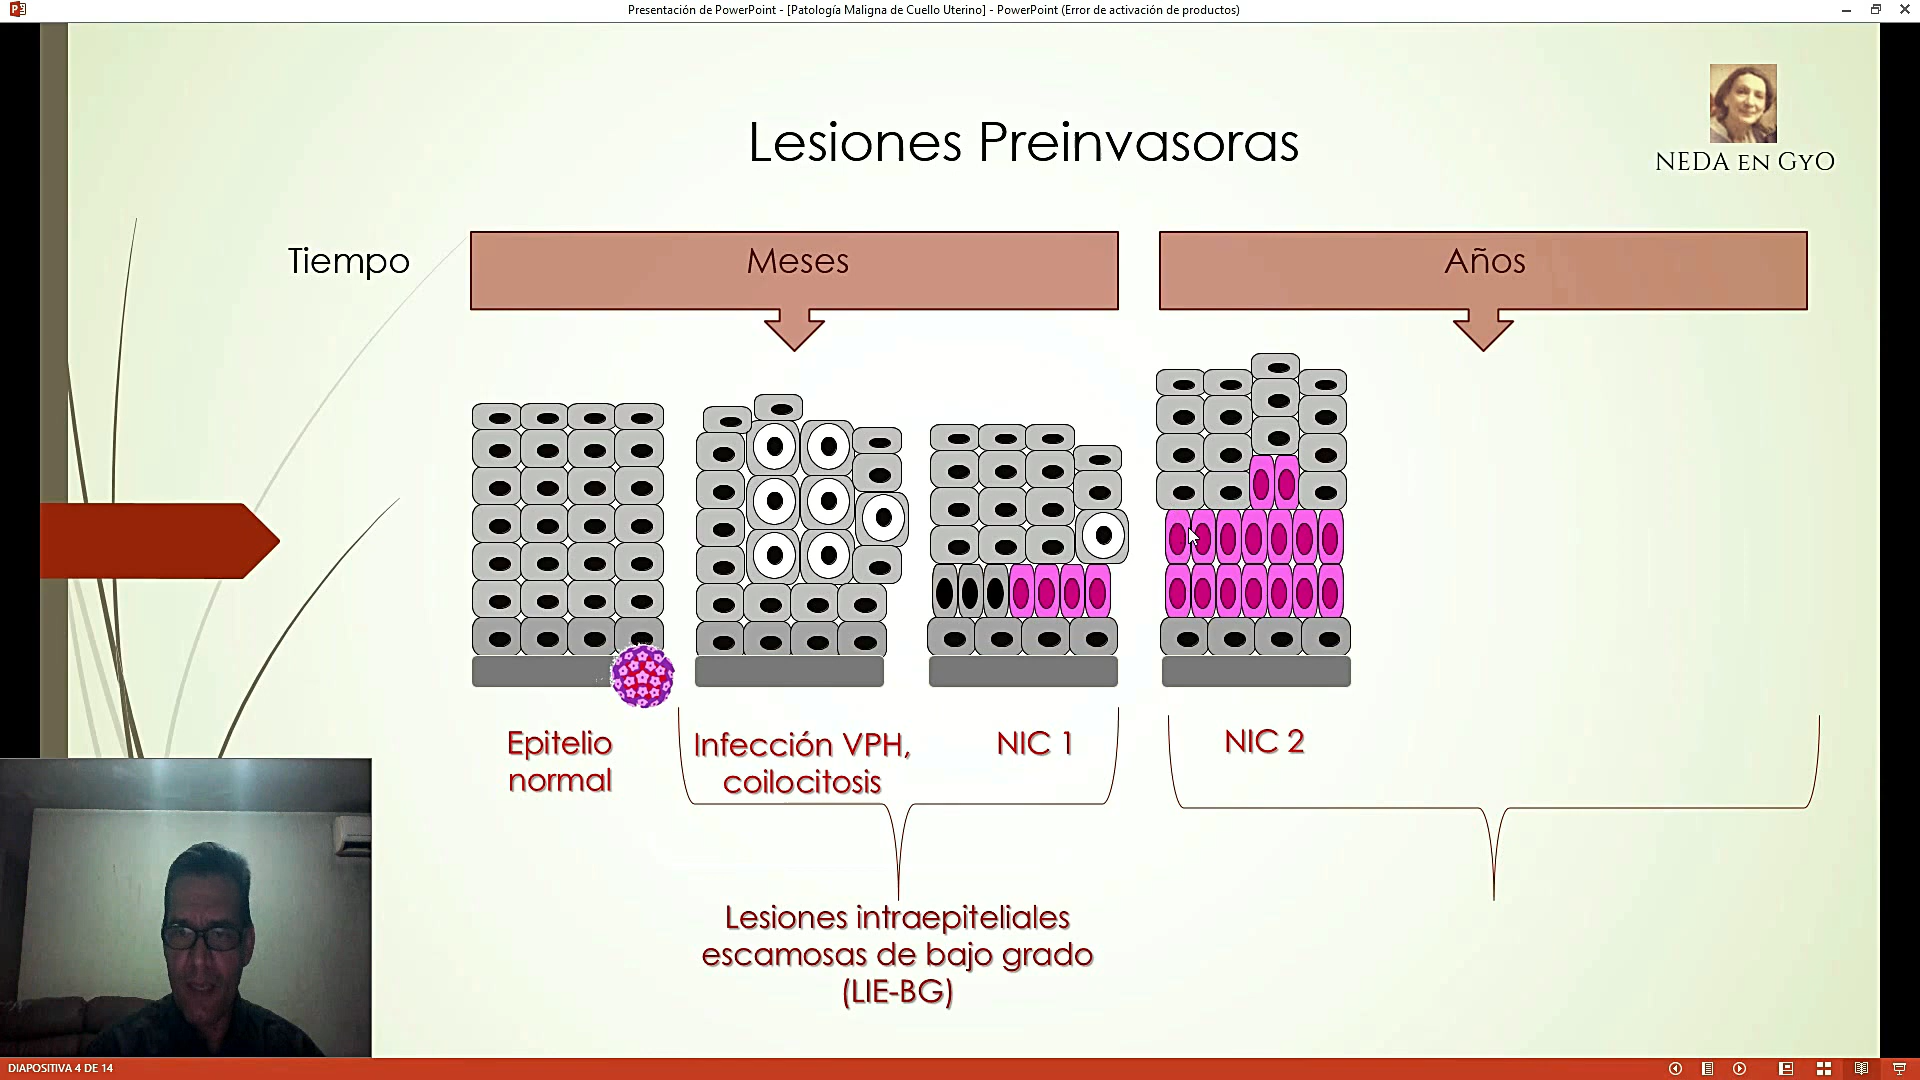 Presentación de PowerPoint - [Patología Maligna de Cuello Uterino] - PowerPoint (Error de activación de productos)
Lesiones Preinvasoras
NEDA EN GYO
Tiempo
Meses
Años
Epitelio
normal
Infección VPH,
coilocitosis
NIC 1
NIC 2
Lesiones intraepiteliales
escamosas de bajo grado
(LIE-BG)
DIAPOSITIVA 4 DE 14